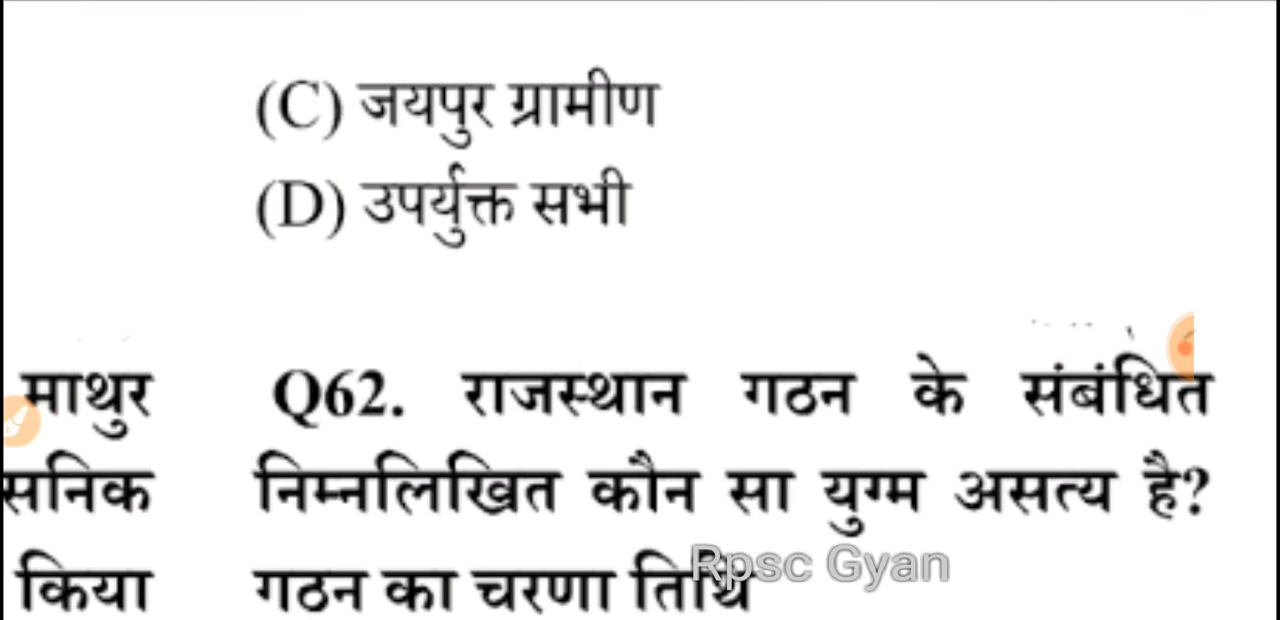 (C) जयपुर ग्रामीण
(D) उपर्युक्त सभी
माथुर
सनिक
किया
Q62. राजस्थान गठन के संबंधित
निम्नलिखित कौन सा युग्म असत्य है?
गठन का चरणा तिथि
Rpsc Gyan